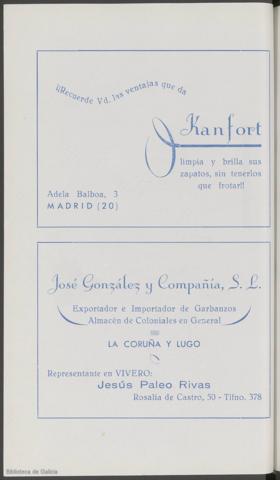 ¡¡Recuerde Vd. las ventajas que da
Kanfort
limpia y brilla sus
zapatos, sin tenerlos
que frotar!!
Adela Balboa, 3
MADRID (20)
José González y Compañía, S. L.
Exportador e Importador de Garbanzos
Almacén de Coloniales en General
LA CORUÑA Y LUGO
Representante en VIVERO:
Jesús Paleo Rivas
Rosalía de Castro, 50 - Tlfno. 378
Biblioteca de Galicia